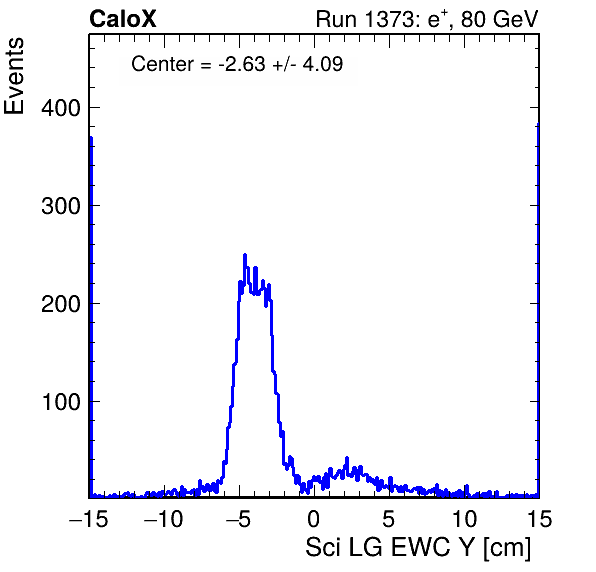 CaloX
Run 1373: e+, 80 GeV
Center = -2.63 +/- 4.09
Events
400
300
200
100
−15 −10 −5 0 5 10 15
Sci LG EWC Y [cm]